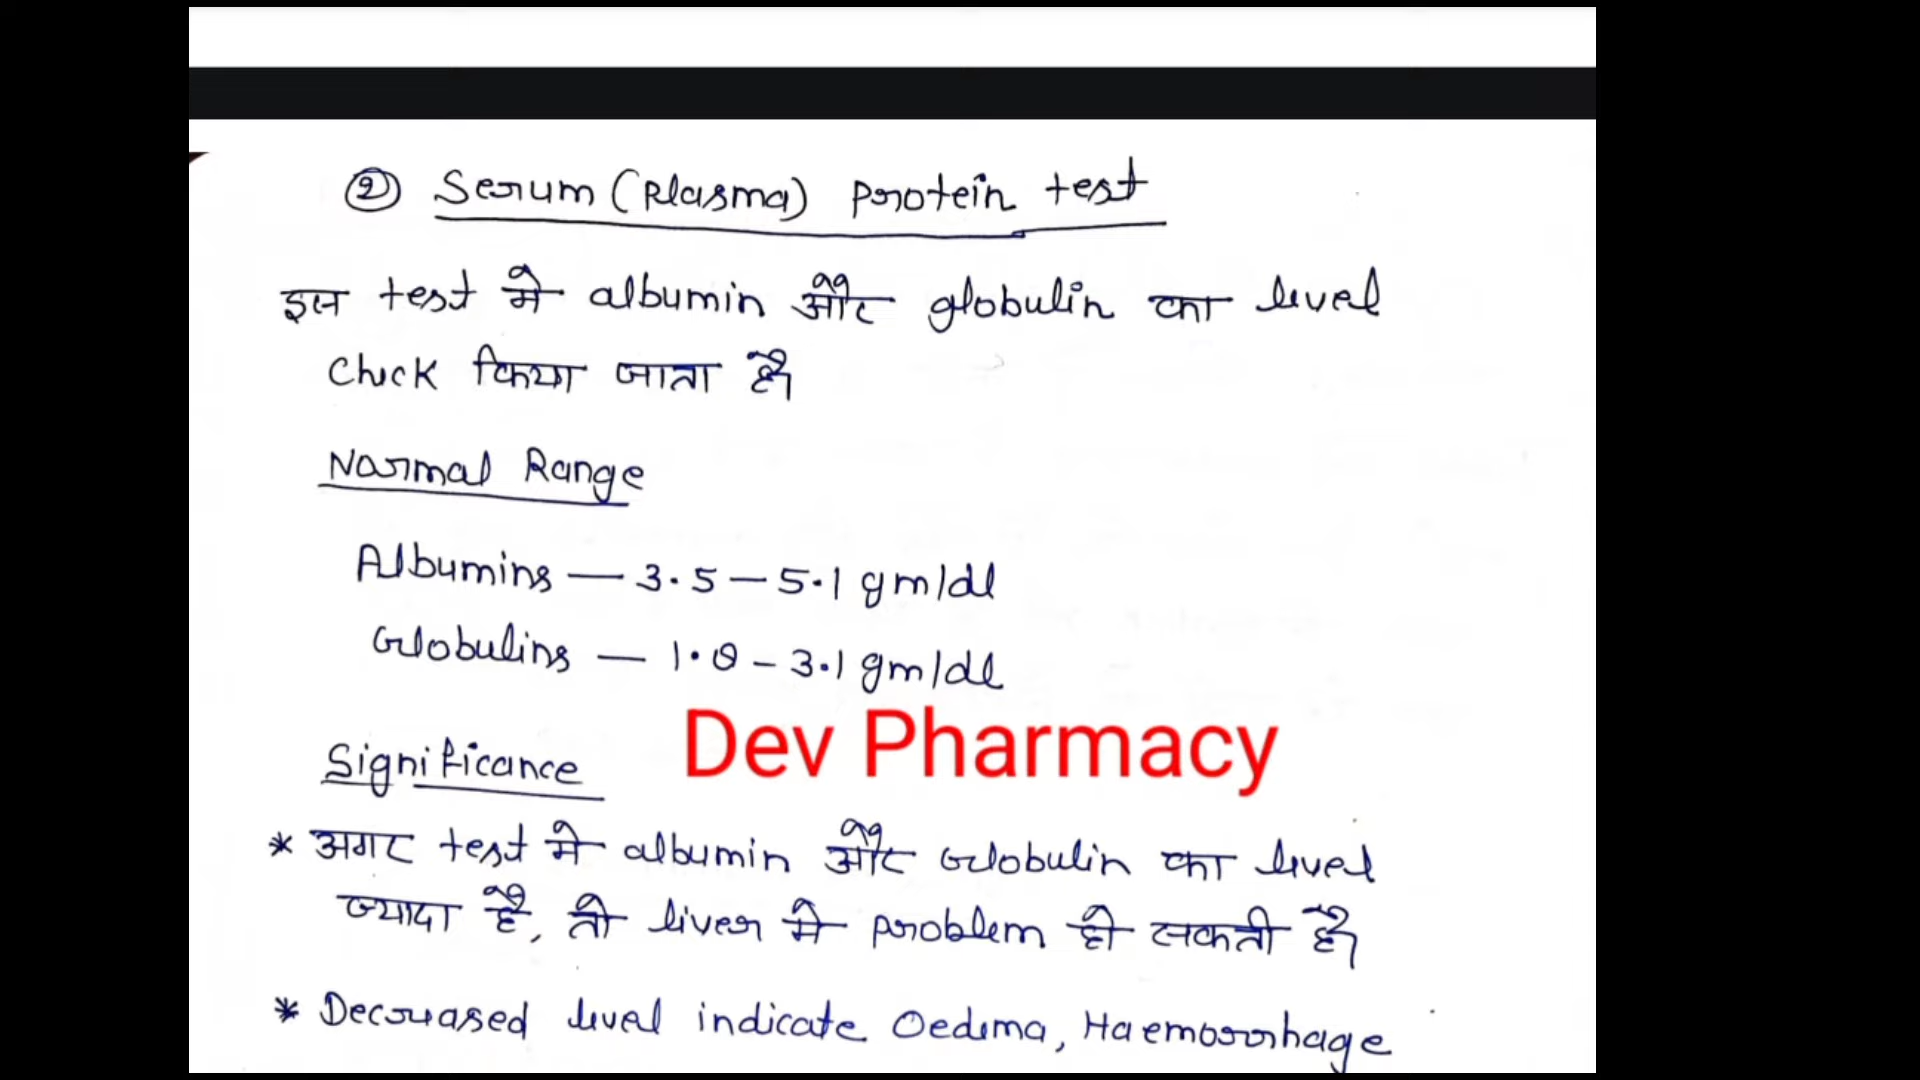 ② Serum (Plasma) Protein test
इस test मे albumin और globulin का level
Check किया जाता है।
Normal Range
Albumins — 3.5 – 5.1 gm/dl
Globulins — 1.0 – 3.1 gm/dl
Significance
Dev Pharmacy
* अगर test मे albumin और Globulin का level
ज्यादा है, तो liver मे problem हो सकती है।
* Decreased level indicate Oedema, Haemorrhage